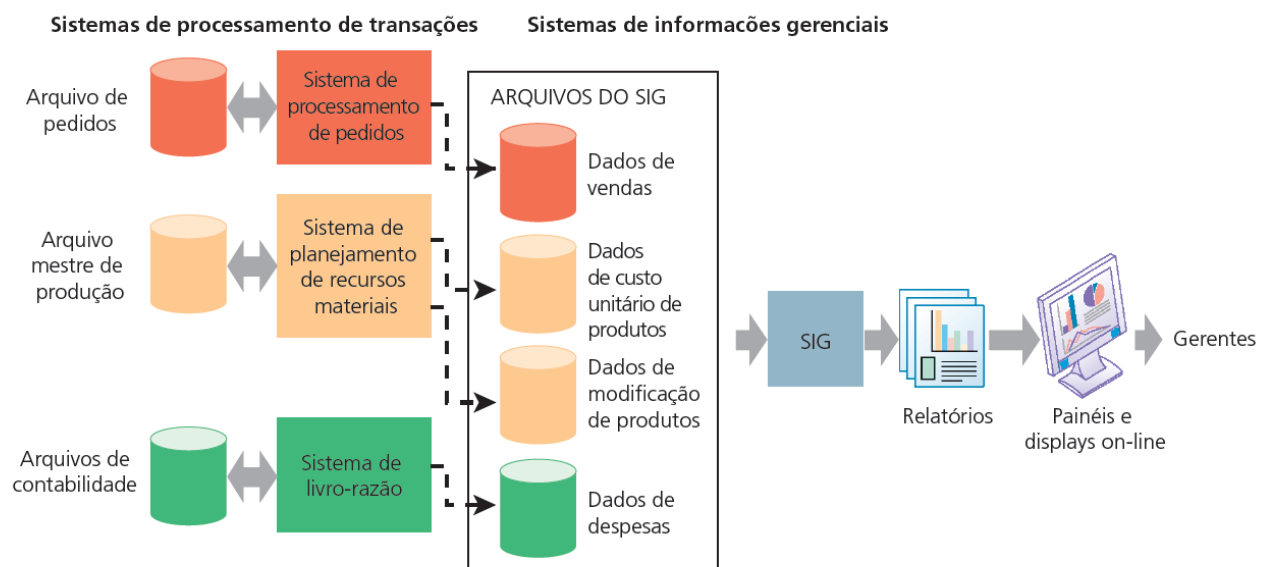 Sistemas de processamento de transações
Sistemas de informacões gerenciais
Arquivo de
pedidos
Sistema de
processamento
de pedidos
ARQUIVOS DO SIG
Dados de
vendas
Arquivo
mestre de
produção
Sistema de
planejamento
de recursos
materiais
Dados
de custo
unitário de
produtos
Dados de
modificação
de produtos
SIG
Relatórios
Painéis e
displays on-line
Gerentes
Arquivos de
contabilidade
Sistema de
livro-razão
Dados de
despesas